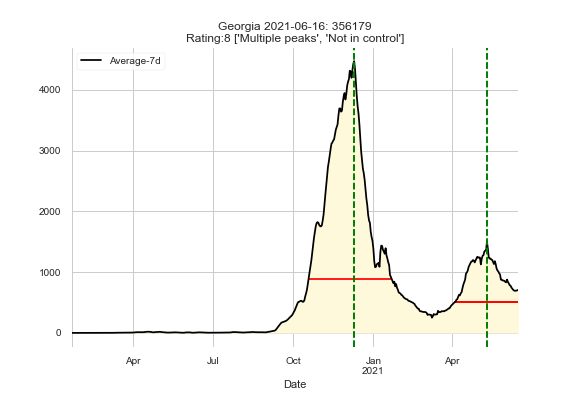 Georgia 2021-06-16: 356179
Rating:8 ['Multiple peaks', 'Not in control']
Average-7d
4000
3000
2000
1000
0
Apr
Jul
Oct
Jan
2021
Apr
Date